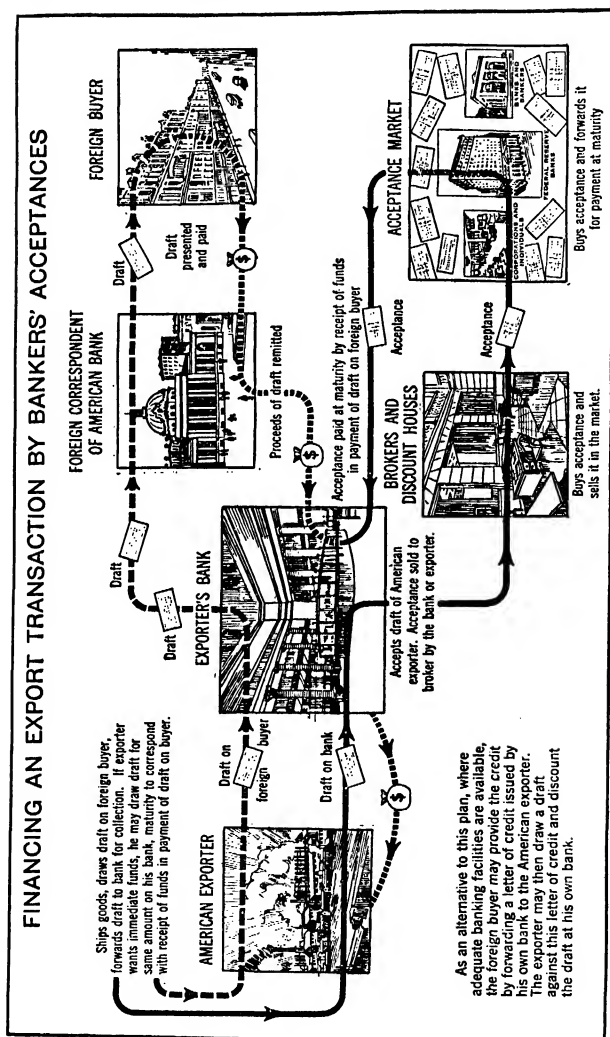 FINANCING AN EXPORT TRANSACTION BY BANKERS' ACCEPTANCES
Ships goods, draws draft on foreign buyer,
forwards draft to bank for collection. If exporter
wants immediate funds, he may draw draft for
same amount on his bank, maturity to correspond
with receipt of funds in payment of draft on buyer.
AMERICAN EXPORTER
Draft on
foreign buyer
Draft on bank
$
EXPORTER'S BANK
Draft
Draft
Accepts draft of American
exporter. Acceptance sold to
broker by the bank or exporter.
FOREIGN CORRESPONDENT
OF AMERICAN BANK
Draft
FOREIGN BUYER
Draft
presented
and paid
$
Proceeds of draft remitted
$
Acceptance paid at maturity by receipt of funds
in payment of draft on foreign buyer
Acceptance
BROKERS AND
DISCOUNT HOUSES
Buys acceptance and
sells it in the market.
Acceptance
ACCEPTANCE MARKET
CORPORATIONS AND
INDIVIDUALS
FEDERAL RESERVE
BANKS
BANKS AND
BANKERS
Buys acceptance and forwards it
for payment at maturity
As an alternative to this plan, where
adequate banking facilities are available,
the foreign buyer may provide the credit
by forwarding a letter of credit issued by
his own bank to the American exporter.
The exporter may then draw a draft
against this letter of credit and discount
the draft at his own bank.